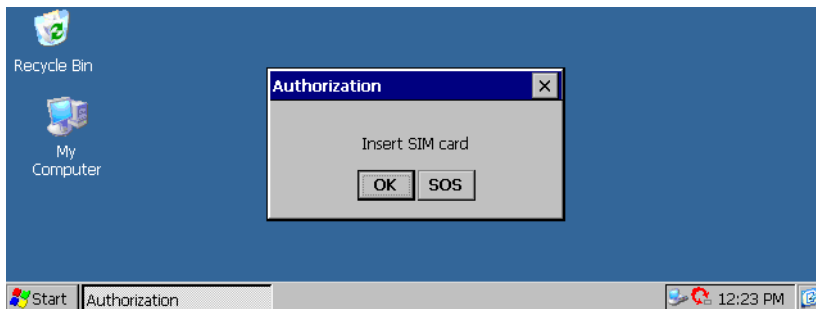 Recycle Bin
My
Computer
Authorization
Insert SIM card
OK SOS
Start Authorization 12:23 PM